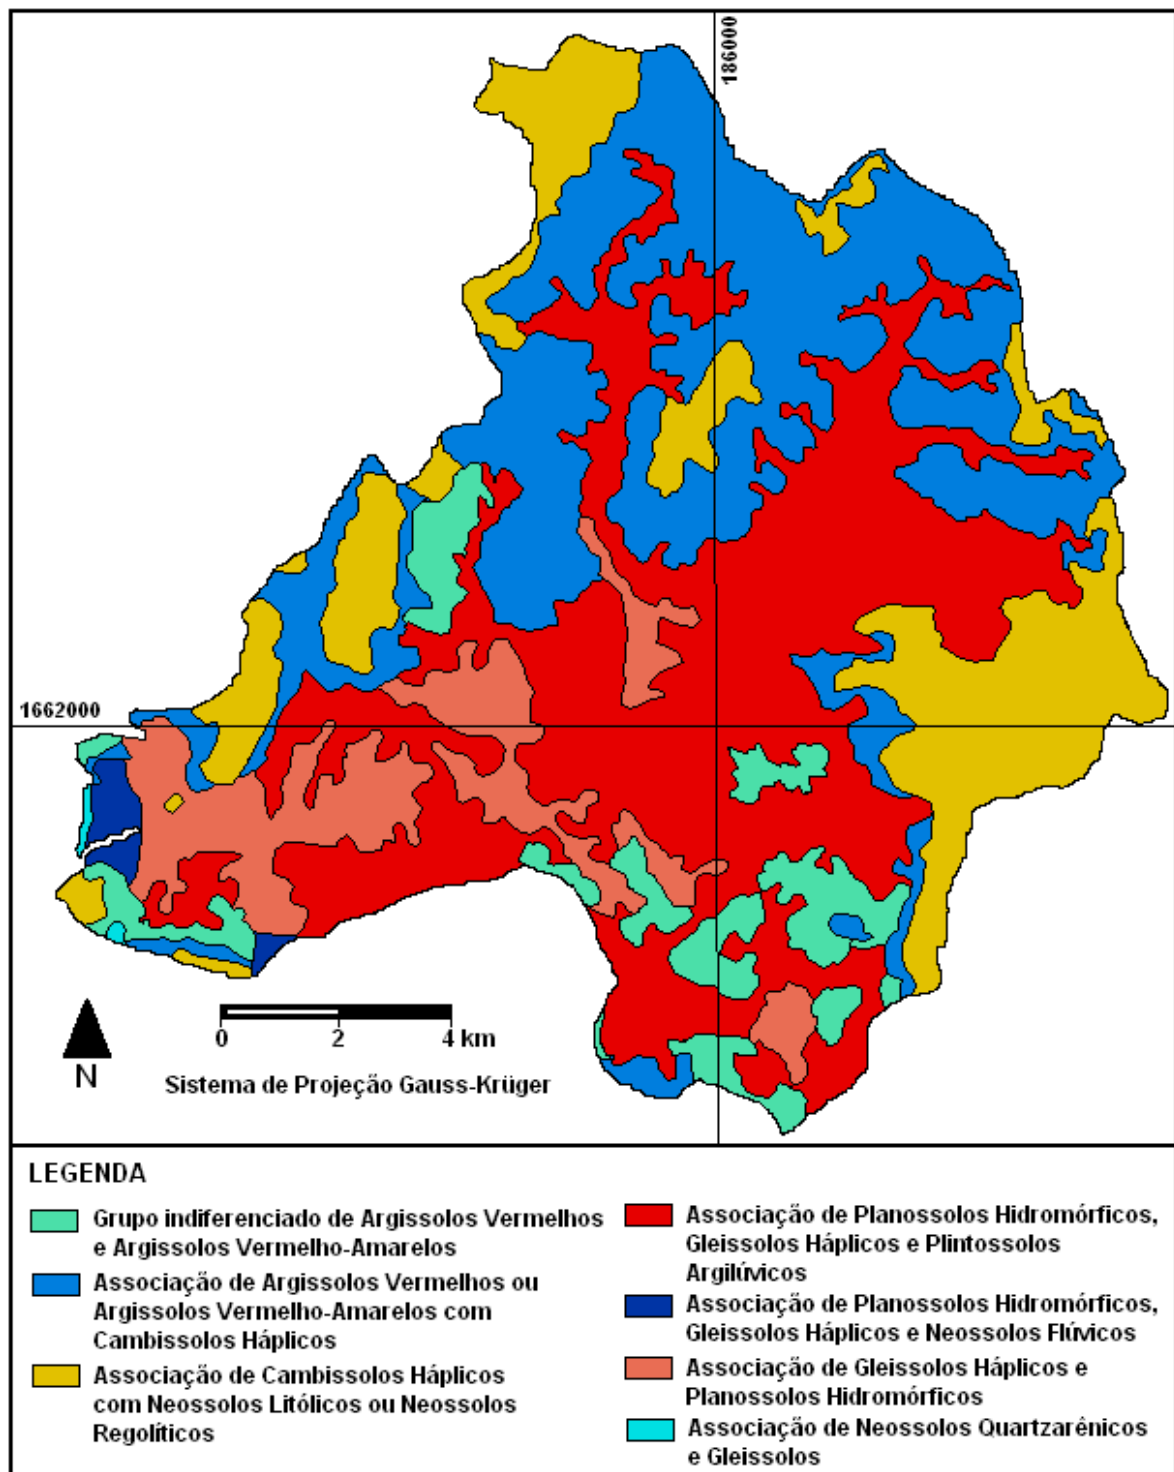 186000
1662000
0 2 4 km
N
Sistema de Projeção Gauss-Krüger
LEGENDA
Grupo indiferenciado de Argissolos Vermelhos
e Argissolos Vermelho-Amarelos
Associação de Argissolos Vermelhos ou
Argissolos Vermelho-Amarelos com
Cambissolos Háplicos
Associação de Cambissolos Háplicos
com Neossolos Litólicos ou Neossolos
Regolíticos
Associação de Planossolos Hidromórficos,
Gleissolos Háplicos e Plintossolos
Argilúvicos
Associação de Planossolos Hidromórficos,
Gleissolos Háplicos e Neossolos Flúvicos
Associação de Gleissolos Háplicos e
Planossolos Hidromórficos
Associação de Neossolos Quartzarênicos
e Gleissolos